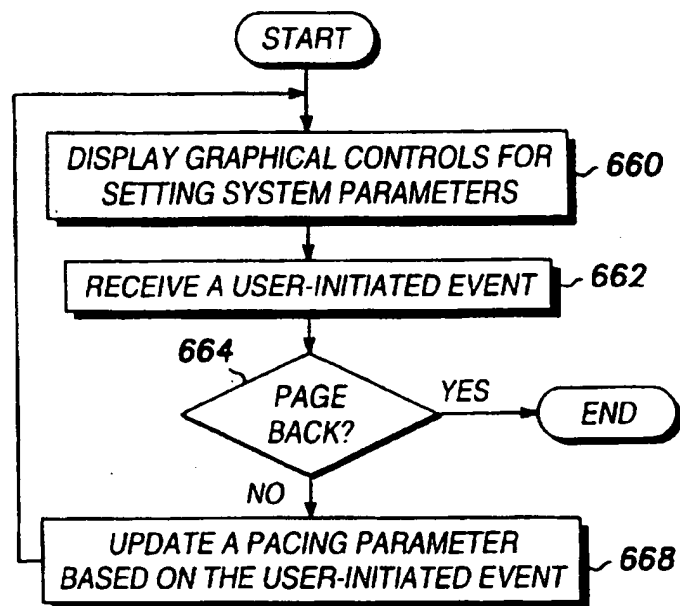 START
DISPLAY GRAPHICAL CONTROLS FOR
SETTING SYSTEM PARAMETERS
660
RECEIVE A USER-INITIATED EVENT
662
664
PAGE
BACK?
YES
END
NO
UPDATE A PACING PARAMETER
BASED ON THE USER-INITIATED EVENT
668